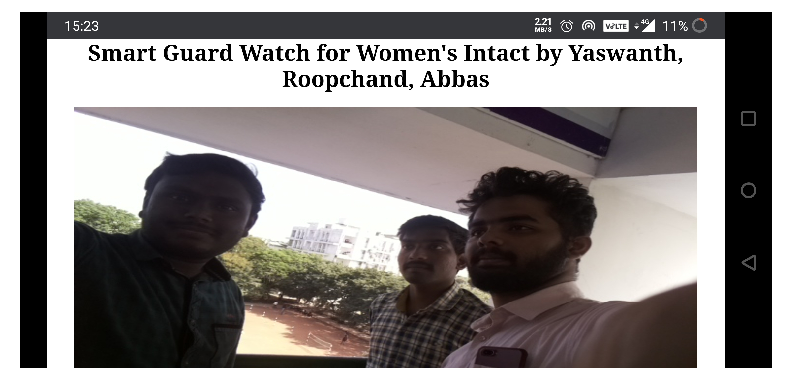 15:23 2.21 MB/S VoLTE 4G 11%
Smart Guard Watch for Women's Intact by Yaswanth,
Roopchand, Abbas